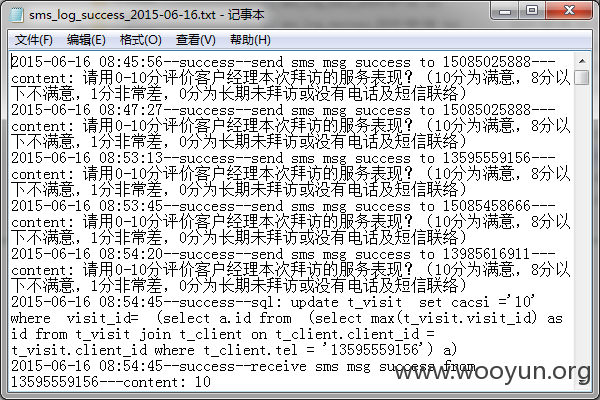 sms_log_success_2015-06-16.txt - 记事本
文件(F) 编辑(E) 格式(O) 查看(V) 帮助(H)
2015-06-16 08:45:56--success--send sms msg success to 15085025888---
content: 请用0-10分评价客户经理本次拜访的服务表现? (10分为满意，8分以
下不满意，1分非常差，0分为长期未拜访或没有电话及短信联络)
2015-06-16 08:47:27--success--send sms msg success to 15085025888---
content: 请用0-10分评价客户经理本次拜访的服务表现? (10分为满意，8分以
下不满意，1分非常差，0分为长期未拜访或没有电话及短信联络)
2015-06-16 08:53:13--success--send sms msg success to 13595559156---
content: 请用0-10分评价客户经理本次拜访的服务表现? (10分为满意，8分以
下不满意，1分非常差，0分为长期未拜访或没有电话及短信联络)
2015-06-16 08:53:45--success--send sms msg success to 15085458666---
content: 请用0-10分评价客户经理本次拜访的服务表现? (10分为满意，8分以
下不满意，1分非常差，0分为长期未拜访或没有电话及短信联络)
2015-06-16 08:54:20--success--send sms msg success to 13985616911---
content: 请用0-10分评价客户经理本次拜访的服务表现? (10分为满意，8分以
下不满意，1分非常差，0分为长期未拜访或没有电话及短信联络)
2015-06-16 08:54:45--success--sql: update t_visit  set cacsi ='10'
where  visit_id=  (select a.id from  (select max(t_visit.visit_id) as
id from t_visit join t_client on t_client.client_id =
t_visit.client_id where t_client.tel = '13595559156') a)
2015-06-16 08:54:45--success--receive sms msg success from
13595559156---content: 10
www.wooyun.org